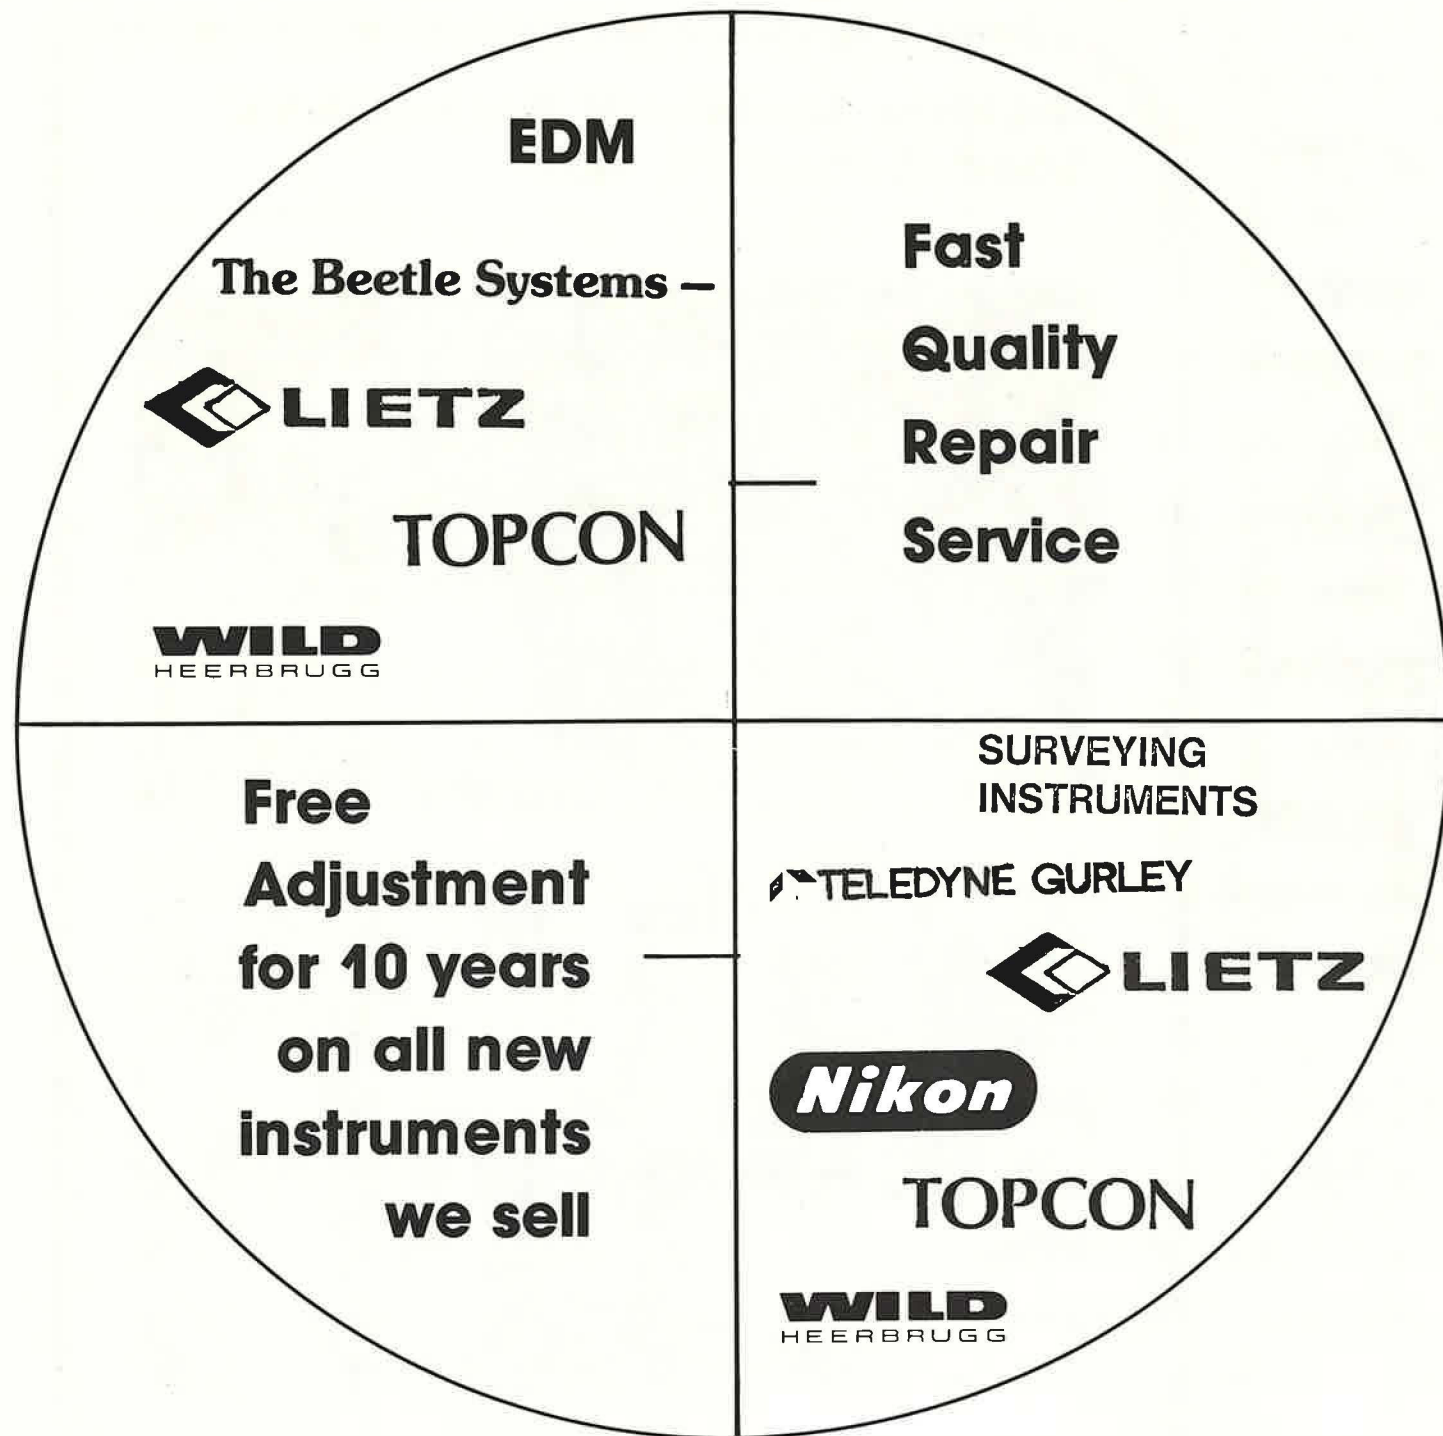 EDM
The Beetle Systems –
LIETZ
TOPCON
WILD
HEERBRUGG
Fast
Quality
Repair
Service
Free
Adjustment
for 10 years
on all new
instruments
we sell
SURVEYING
INSTRUMENTS
TELEDYNE GURLEY
LIETZ
Nikon
TOPCON
WILD
HEERBRUGG